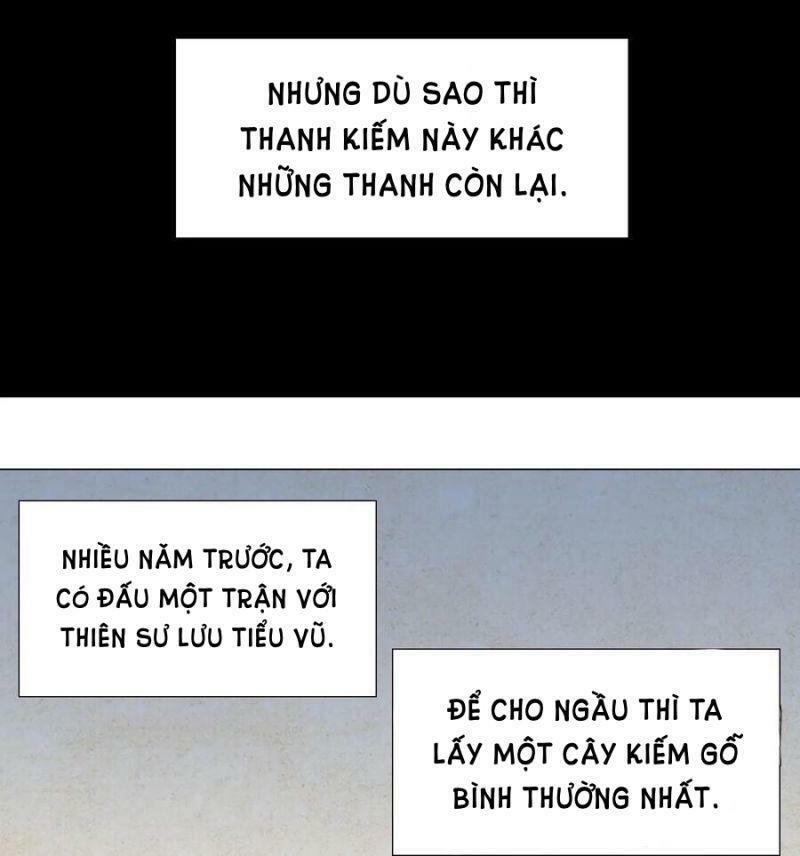 NHƯNG DÙ SAO THÌ
THANH KIẾM NÀY KHÁC
NHỮNG THANH CÒN LẠI.
NHIỀU NĂM TRƯỚC, TA
CÓ ĐẤU MỘT TRẬN VỚI
THIÊN SƯ LƯU TIỂU VŨ.
ĐỂ CHO NGẦU THÌ TA
LẤY MỘT CÂY KIẾM GỖ
BÌNH THƯỜNG NHẤT.